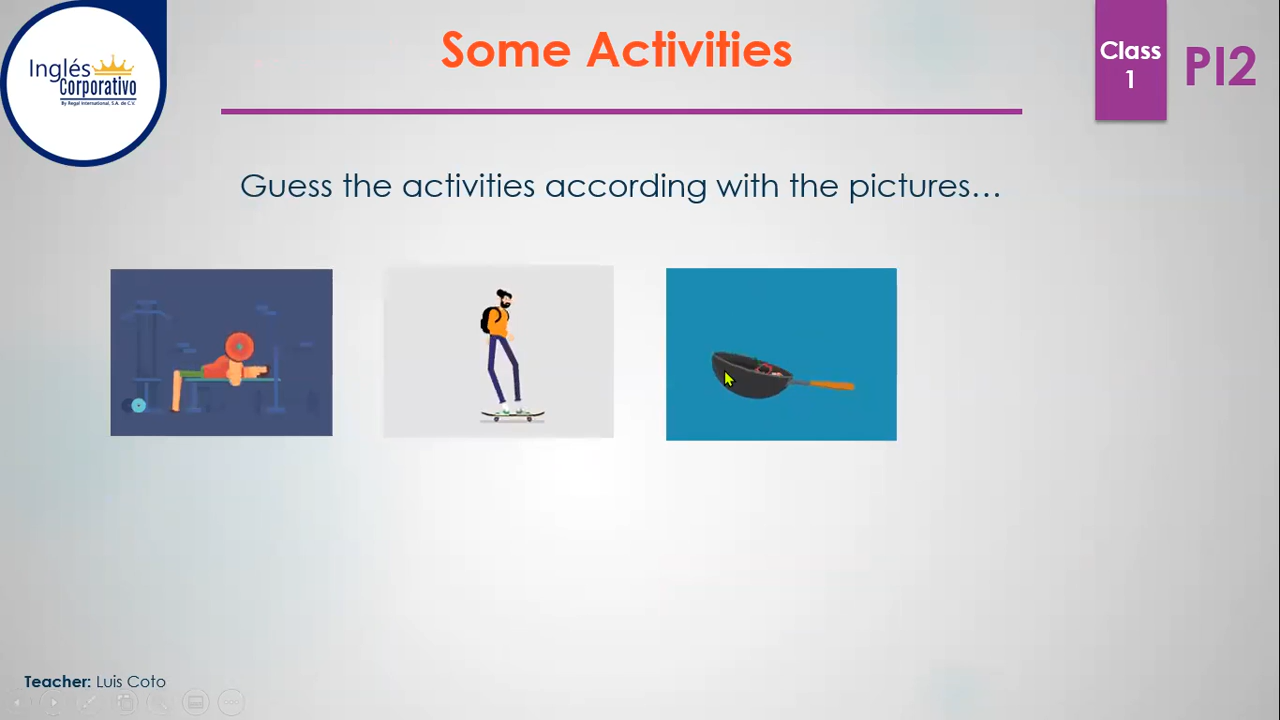 Inglés
Corporativo
By Regal International, S.A. de C.V.
Some Activities
Class
1
PI2
Guess the activities according with the pictures…
Teacher: Luis Coto